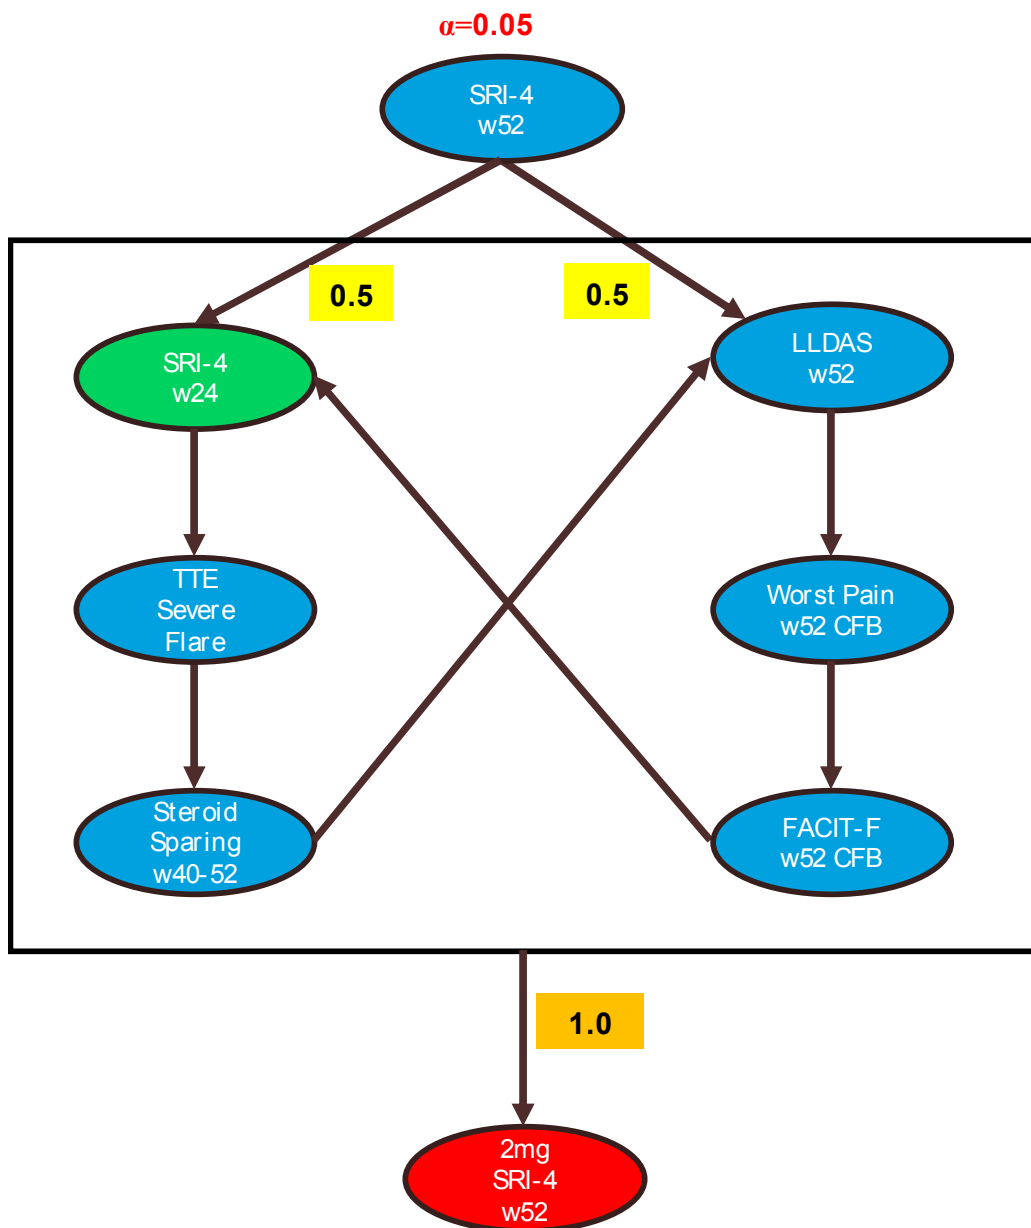 α=0.05
SRI-4
w52
0.5
0.5
SRI-4
w24
LLDAS
w52
TTE
Severe
Flare
Worst Pain
w52 CFB
Steroid
Sparing
w40-52
FACIT-F
w52 CFB
1.0
2mg
SRI-4
w52